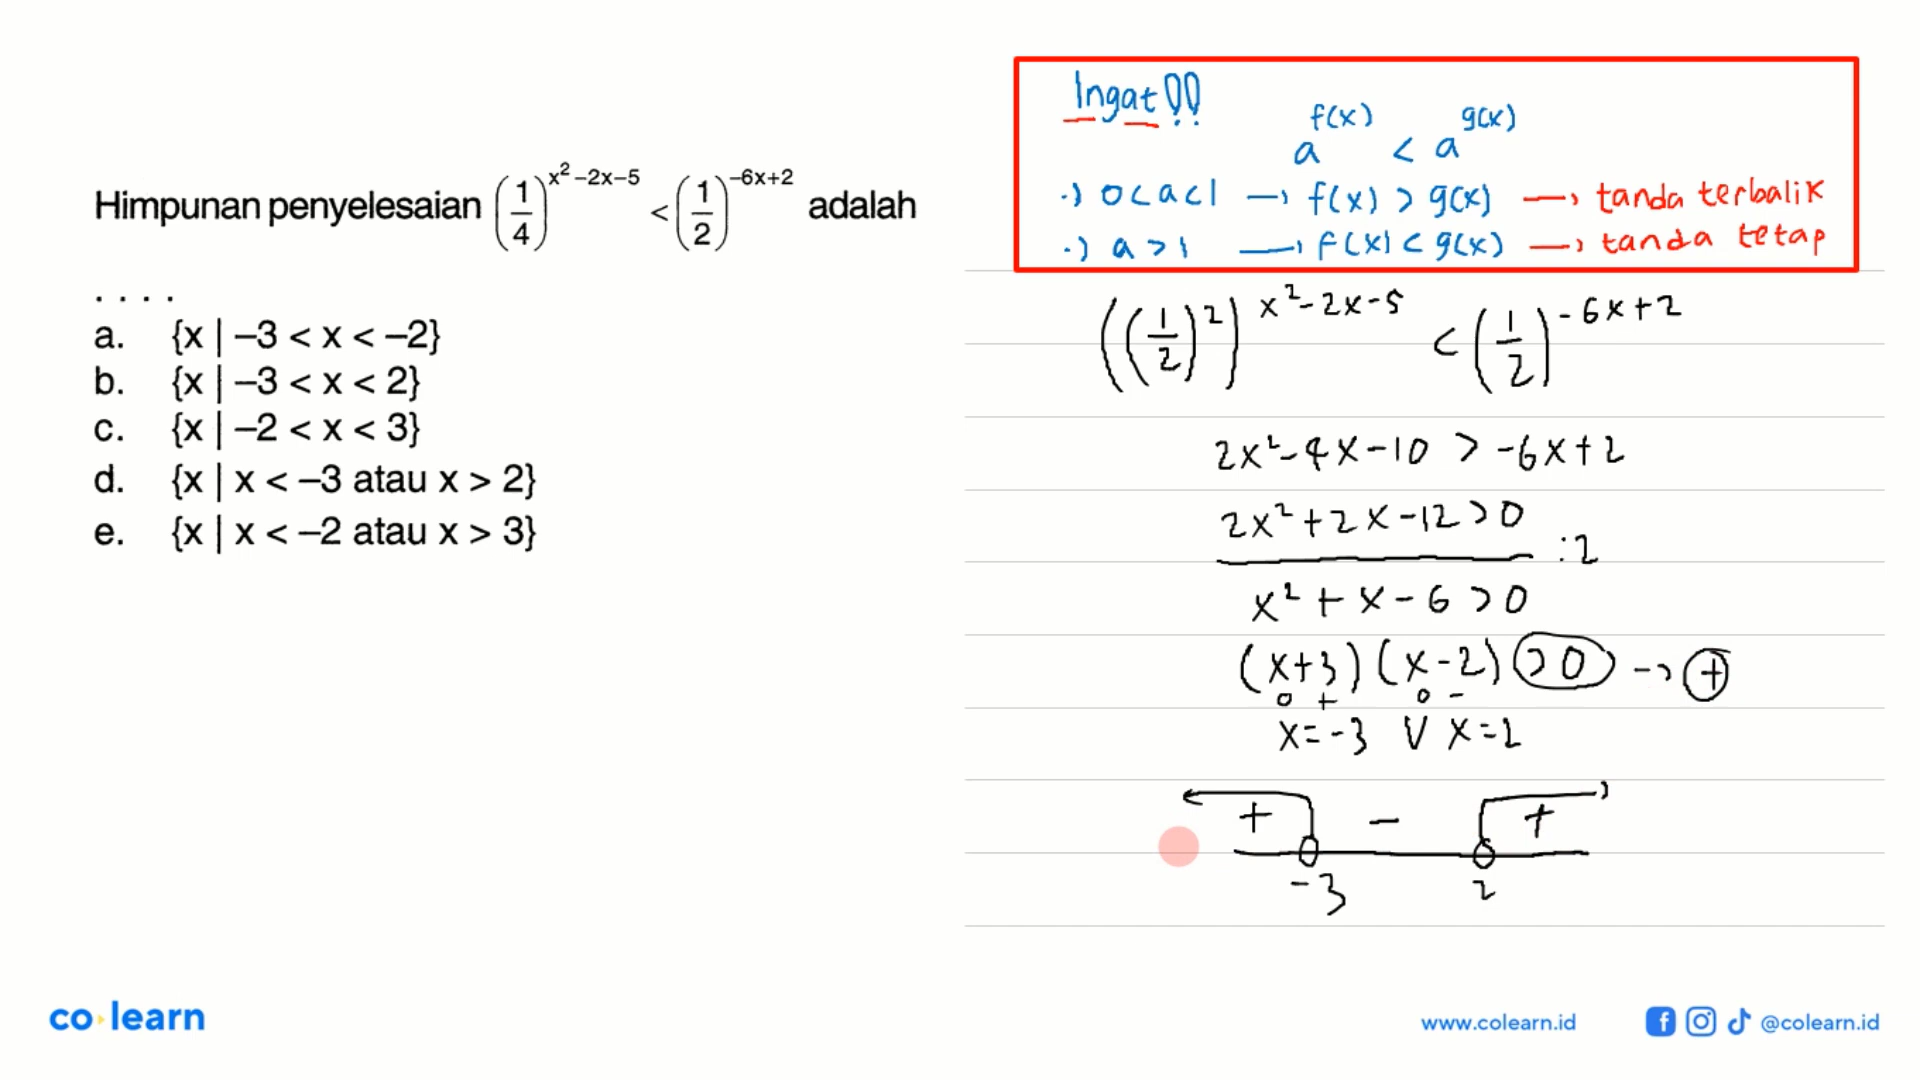 Himpunan penyelesaian (1/4)^(x²-2x-5) < (1/2)^(-6x+2) adalah
. . . .
a. {x | -3 < x < -2}
b. {x | -3 < x < 2}
c. {x | -2 < x < 3}
d. {x | x < -3 atau x > 2}
e. {x | x < -2 atau x > 3}
Ingat!!
a^f(x) < a^g(x)
·) 0<a<1 → f(x) > g(x) → tanda terbalik
·) a>1 → f(x) < g(x) → tanda tetap
((1/2)²)^(x²-2x-5) < (1/2)^(-6x+2)
2x²-4x-10 > -6x+2
2x²+2x-12>0 :2
x²+x-6>0
(x+3)(x-2) >0 → +
0 + 0 -
x=-3 V x=2
+ - +
-3 2
co learn
www.colearn.id @colearn.id